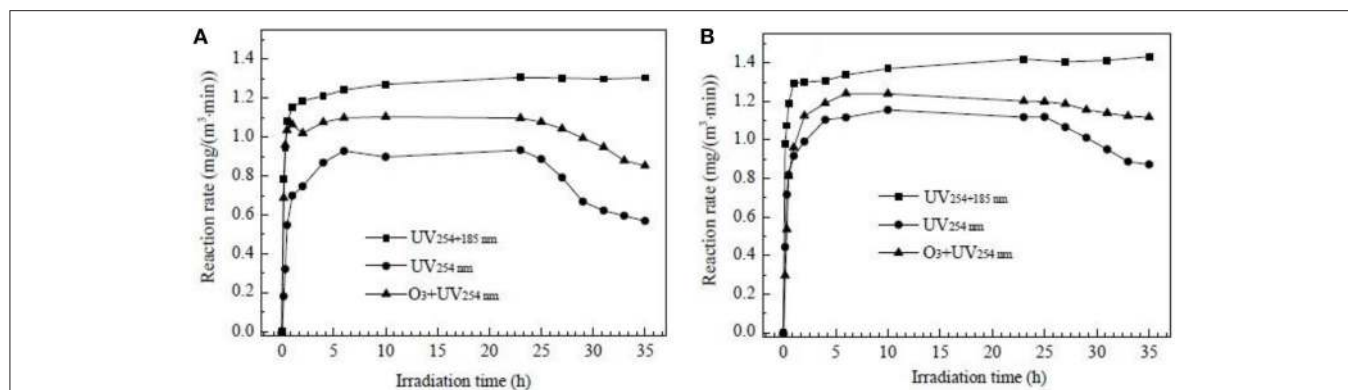 A
Reaction rate (mg/(m³·min))
1.4
1.2
1.0
0.8
0.6
0.4
0.2
0.0
UV254+185 nm
UV254 nm
O3+UV254 nm
0 5 10 15 20 25 30 35
Irradiation time (h)
B
Reaction rate (mg/(m³·min))
1.4
1.2
1.0
0.8
0.6
0.4
0.2
0.0
UV254+185 nm
UV254 nm
O3+UV254 nm
0 5 10 15 20 25 30 35
Irradiation time (h)